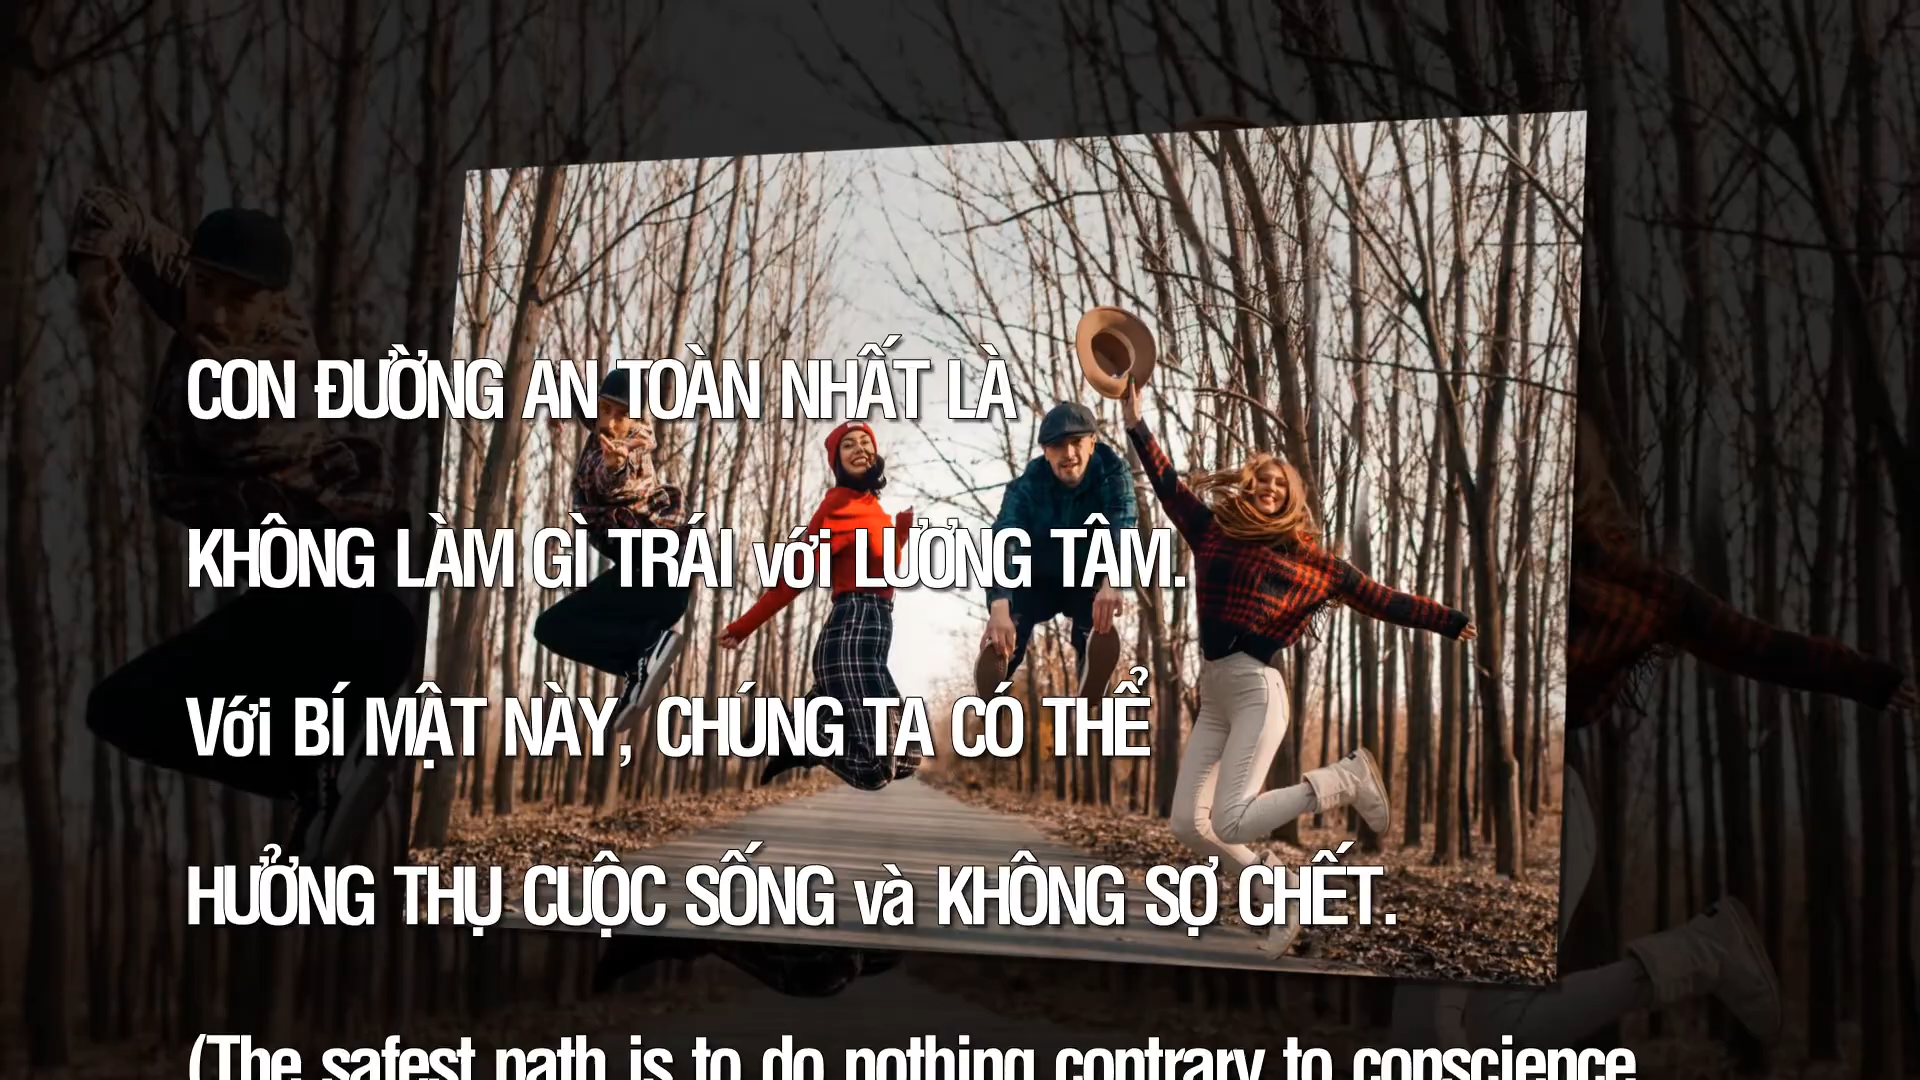 CON ĐƯỜNG AN TOÀN NHẤT LÀ
KHÔNG LÀM GÌ TRÁI với LƯƠNG TÂM.
Với BÍ MẬT NÀY, CHÚNG TA CÓ THỂ
HƯỞNG THỤ CUỘC SỐNG và KHÔNG SỢ CHẾT.
(The safest path is to do nothing contrary to conscience